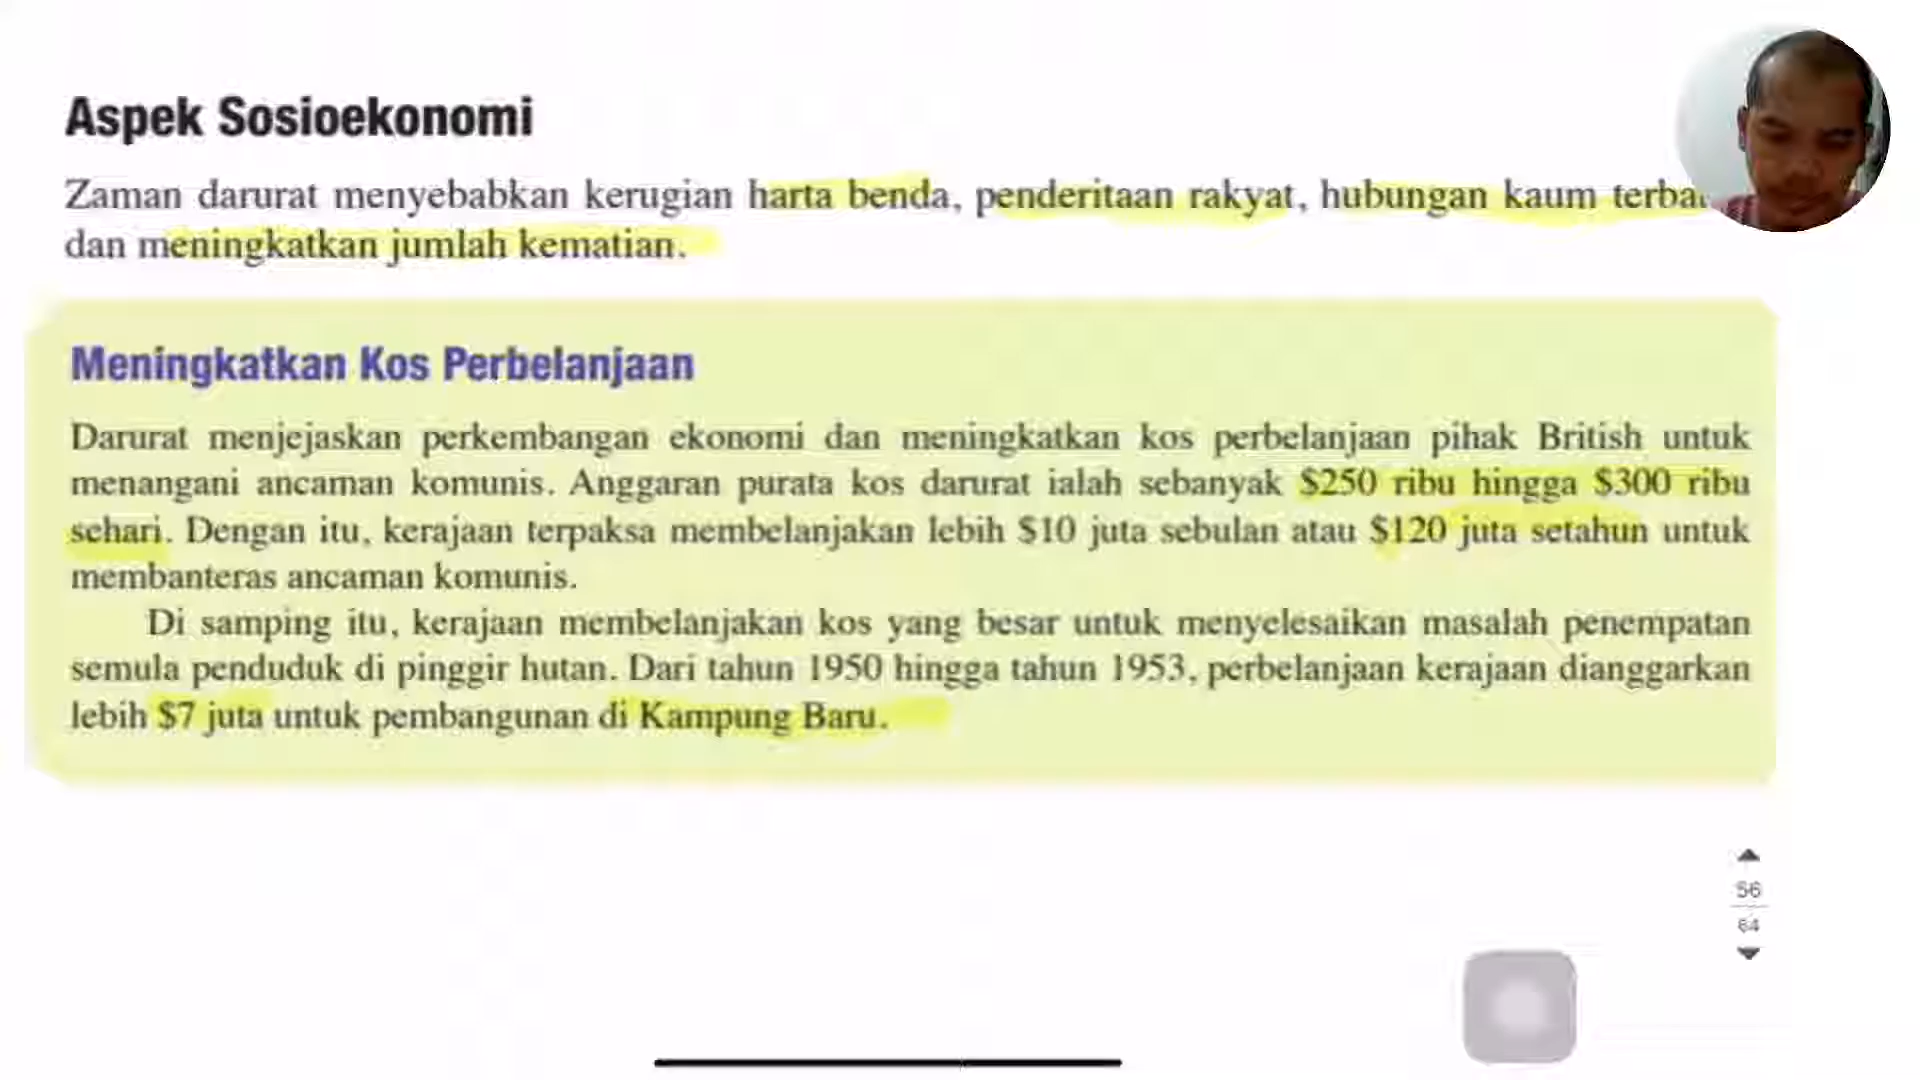 Aspek Sosioekonomi
Zaman darurat menyebabkan kerugian harta benda, penderitaan rakyat, hubungan kaum
dan meningkatkan jumlah kematian.
Meningkatkan Kos Perbelanjaan
Darurat menjejaskan perkembangan ekonomi dan meningkatkan kos perbelanjaan pihak British untuk
menangani ancaman komunis. Anggaran purata kos darurat ialah sebanyak $250 ribu hingga $300 ribu
sehari. Dengan itu, kerajaan terpaksa membelanjakan lebih $10 juta sebulan atau $120 juta setahun untuk
membanteras ancaman komunis.
Di samping itu, kerajaan membelanjakan kos yang besar untuk menyelesaikan masalah penempatan
semula penduduk di pinggir hutan. Dari tahun 1950 hingga tahun 1953, perbelanjaan kerajaan dianggarkan
lebih $7 juta untuk pembangunan di Kampung Baru.
56
64